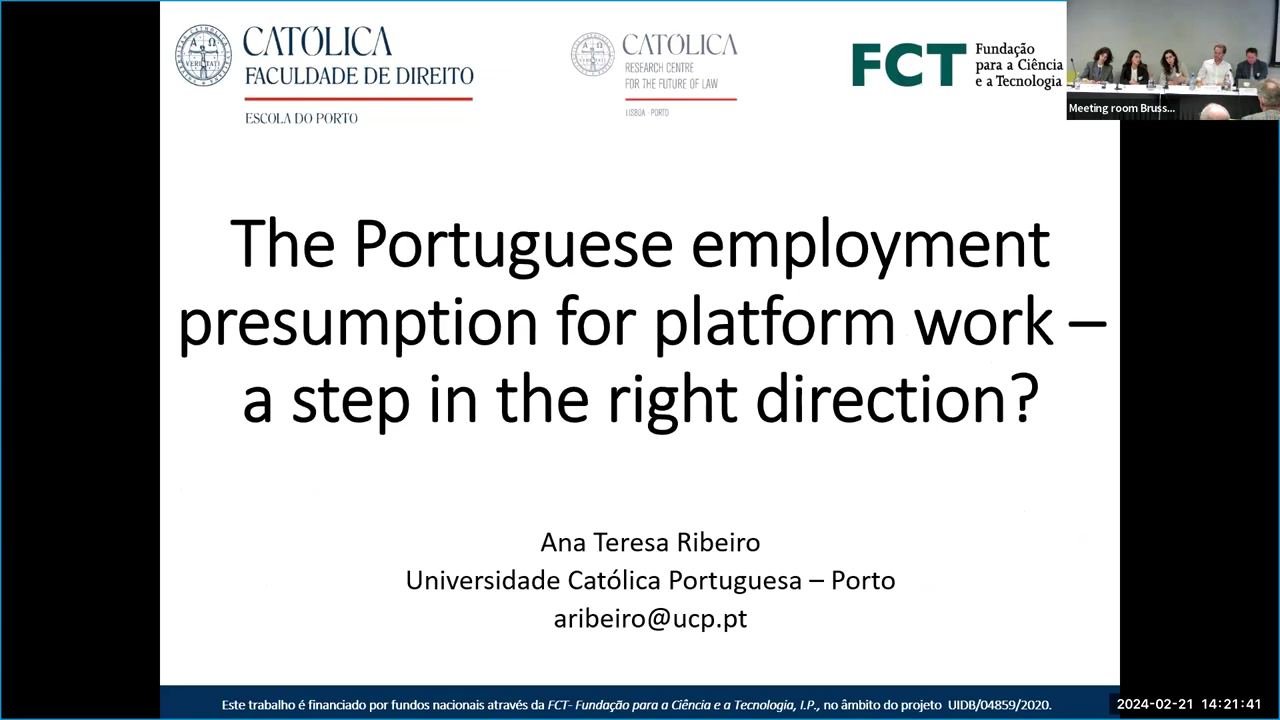 CATÓLICA
FACULDADE DE DIREITO
ESCOLA DO PORTO
CATÓLICA
RESEARCH CENTRE
FOR THE FUTURE OF LAW
LISBOA · PORTO
FCT
Fundação
para a Ciência
e a Tecnologia
Meeting room Bruss...
The Portuguese employment
presumption for platform work –
a step in the right direction?
Ana Teresa Ribeiro
Universidade Católica Portuguesa – Porto
aribeiro@ucp.pt
Este trabalho é financiado por fundos nacionais através da FCT- Fundação para a Ciência e a Tecnologia, I.P., no âmbito do projeto UIDB/04859/2020.
2024-02-21 14:21:41